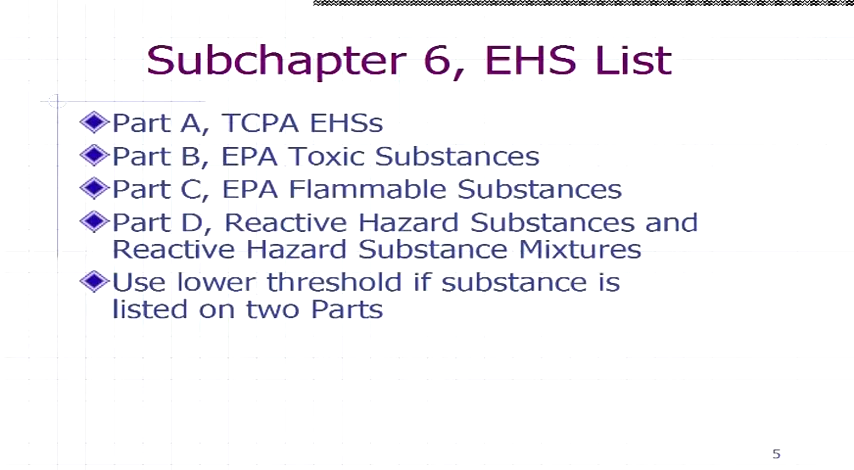 Subchapter 6, EHS List
Part A, TCPA EHSs
Part B, EPA Toxic Substances
Part C, EPA Flammable Substances
Part D, Reactive Hazard Substances and
Reactive Hazard Substance Mixtures
Use lower threshold if substance is
listed on two Parts
5